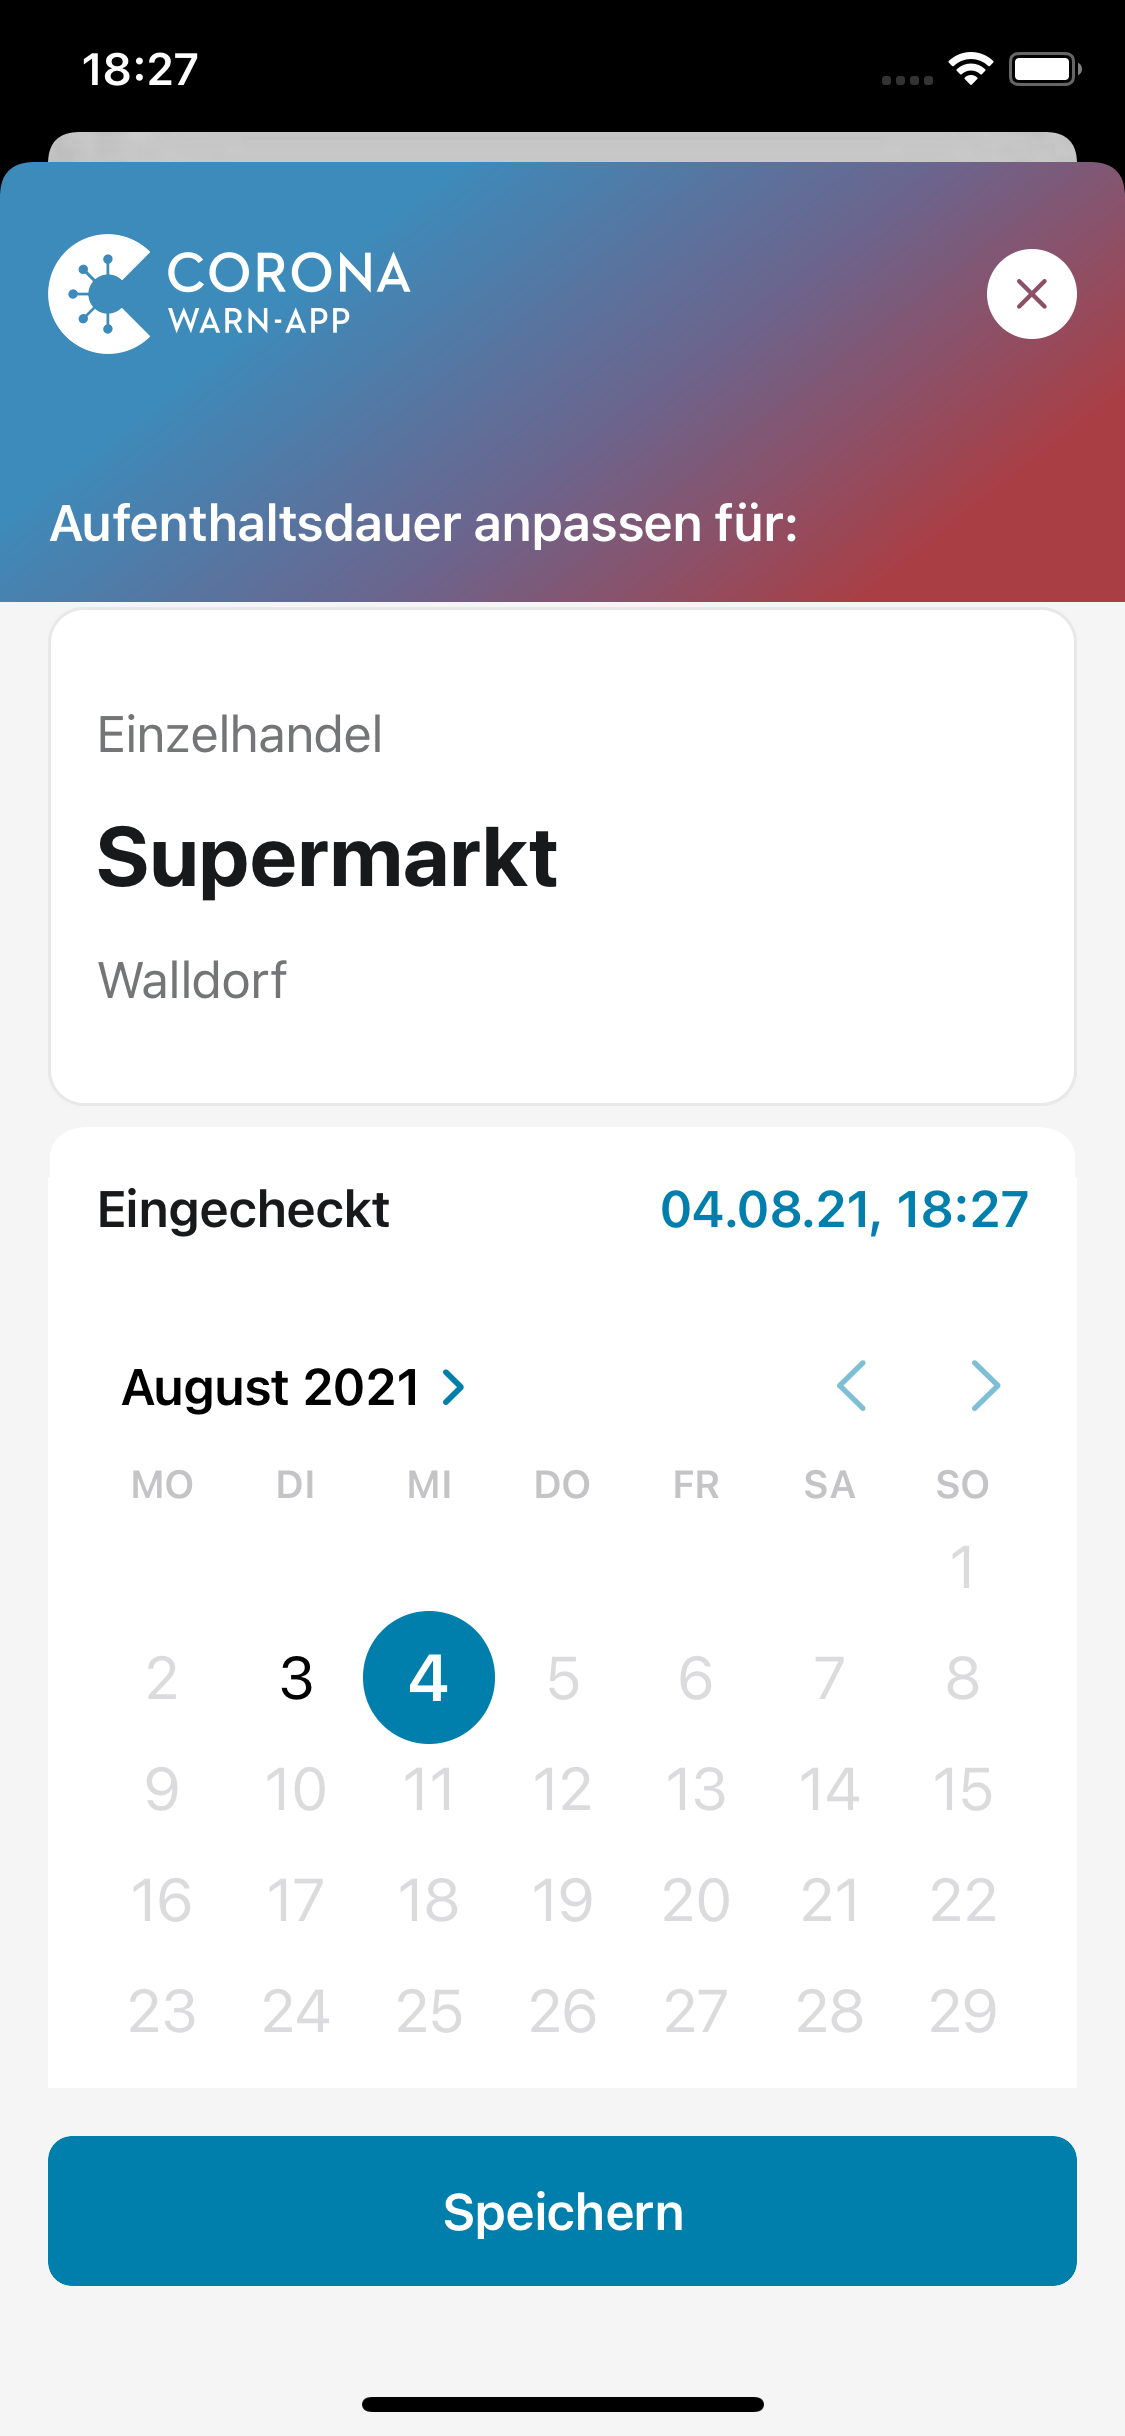 18:27
CORONA
WARN-APP
Aufenthaltsdauer anpassen für:
Einzelhandel
Supermarkt
Walldorf
Eingecheckt 04.08.21, 18:27
August 2021
MO DI MI DO FR SA SO
1
2 3 4 5 6 7 8
9 10 11 12 13 14 15
16 17 18 19 20 21 22
23 24 25 26 27 28 29
Speichern